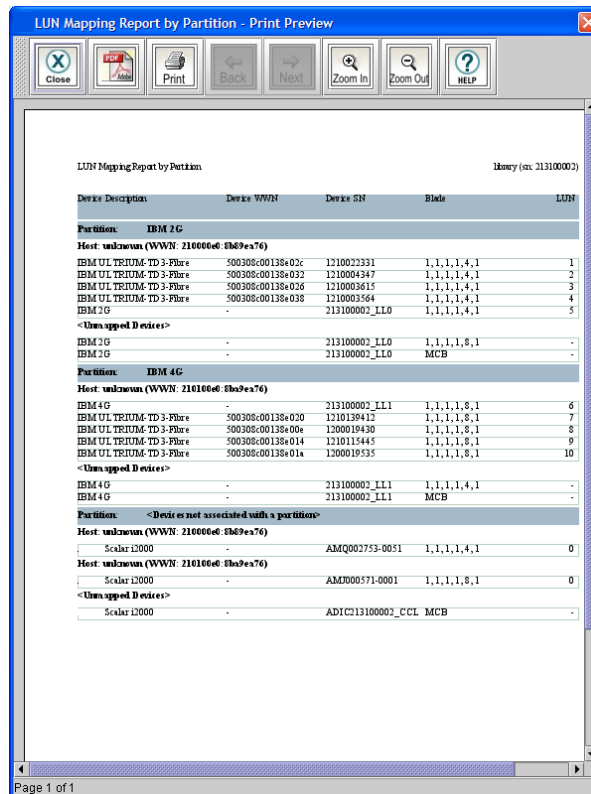 LUN Mapping Report by Partition - Print Preview
Close PDF Adobe Print Back Next Zoom In Zoom Out HELP
LUN Mapping Report by Partition library (sn: 213100002)
Device Description Device WWN Device SN Blade LUN
Partition: IBM 2G
Host: unknown (WWN: 210000e0:8b89ea76)
IBM ULTRIUM-TD3-Fibre 500308c00138e02c 1210022331 1,1,1,1,4,1 1
IBM ULTRIUM-TD3-Fibre 500308c00138e032 1210004347 1,1,1,1,4,1 2
IBM ULTRIUM-TD3-Fibre 500308c00138e026 1210003615 1,1,1,1,4,1 3
IBM ULTRIUM-TD3-Fibre 500308c00138e038 1210003564 1,1,1,1,4,1 4
IBM 2G - 213100002_LL0 1,1,1,1,4,1 5
<Unmapped Devices>
IBM 2G - 213100002_LL0 1,1,1,1,8,1 -
IBM 2G - 213100002_LL0 MCB -
Partition: IBM 4G
Host: unknown (WWN: 210100e0:8ba9ea76)
IBM 4G - 213100002_LL1 1,1,1,1,8,1 6
IBM ULTRIUM-TD3-Fibre 500308c00138e020 1210139412 1,1,1,1,8,1 7
IBM ULTRIUM-TD3-Fibre 500308c00138e00e 1200019430 1,1,1,1,8,1 8
IBM ULTRIUM-TD3-Fibre 500308c00138e014 1210115445 1,1,1,1,8,1 9
IBM ULTRIUM-TD3-Fibre 500308c00138e01a 1200019535 1,1,1,1,8,1 10
<Unmapped Devices>
IBM 4G - 213100002_LL1 1,1,1,1,4,1 -
IBM 4G - 213100002_LL1 MCB -
Partition: <Devices not associated with a partition>
Host: unknown (WWN: 210000e0:8b89ea76)
Scalar i2000 - AMQ002753-0051 1,1,1,1,4,1 0
Host: unknown (WWN: 210100e0:8ba9ea76)
Scalar i2000 - AMJ000571-0001 1,1,1,1,8,1 0
<Unmapped Devices>
Scalar i2000 - ADIC213100002_CCL MCB -
Page 1 of 1